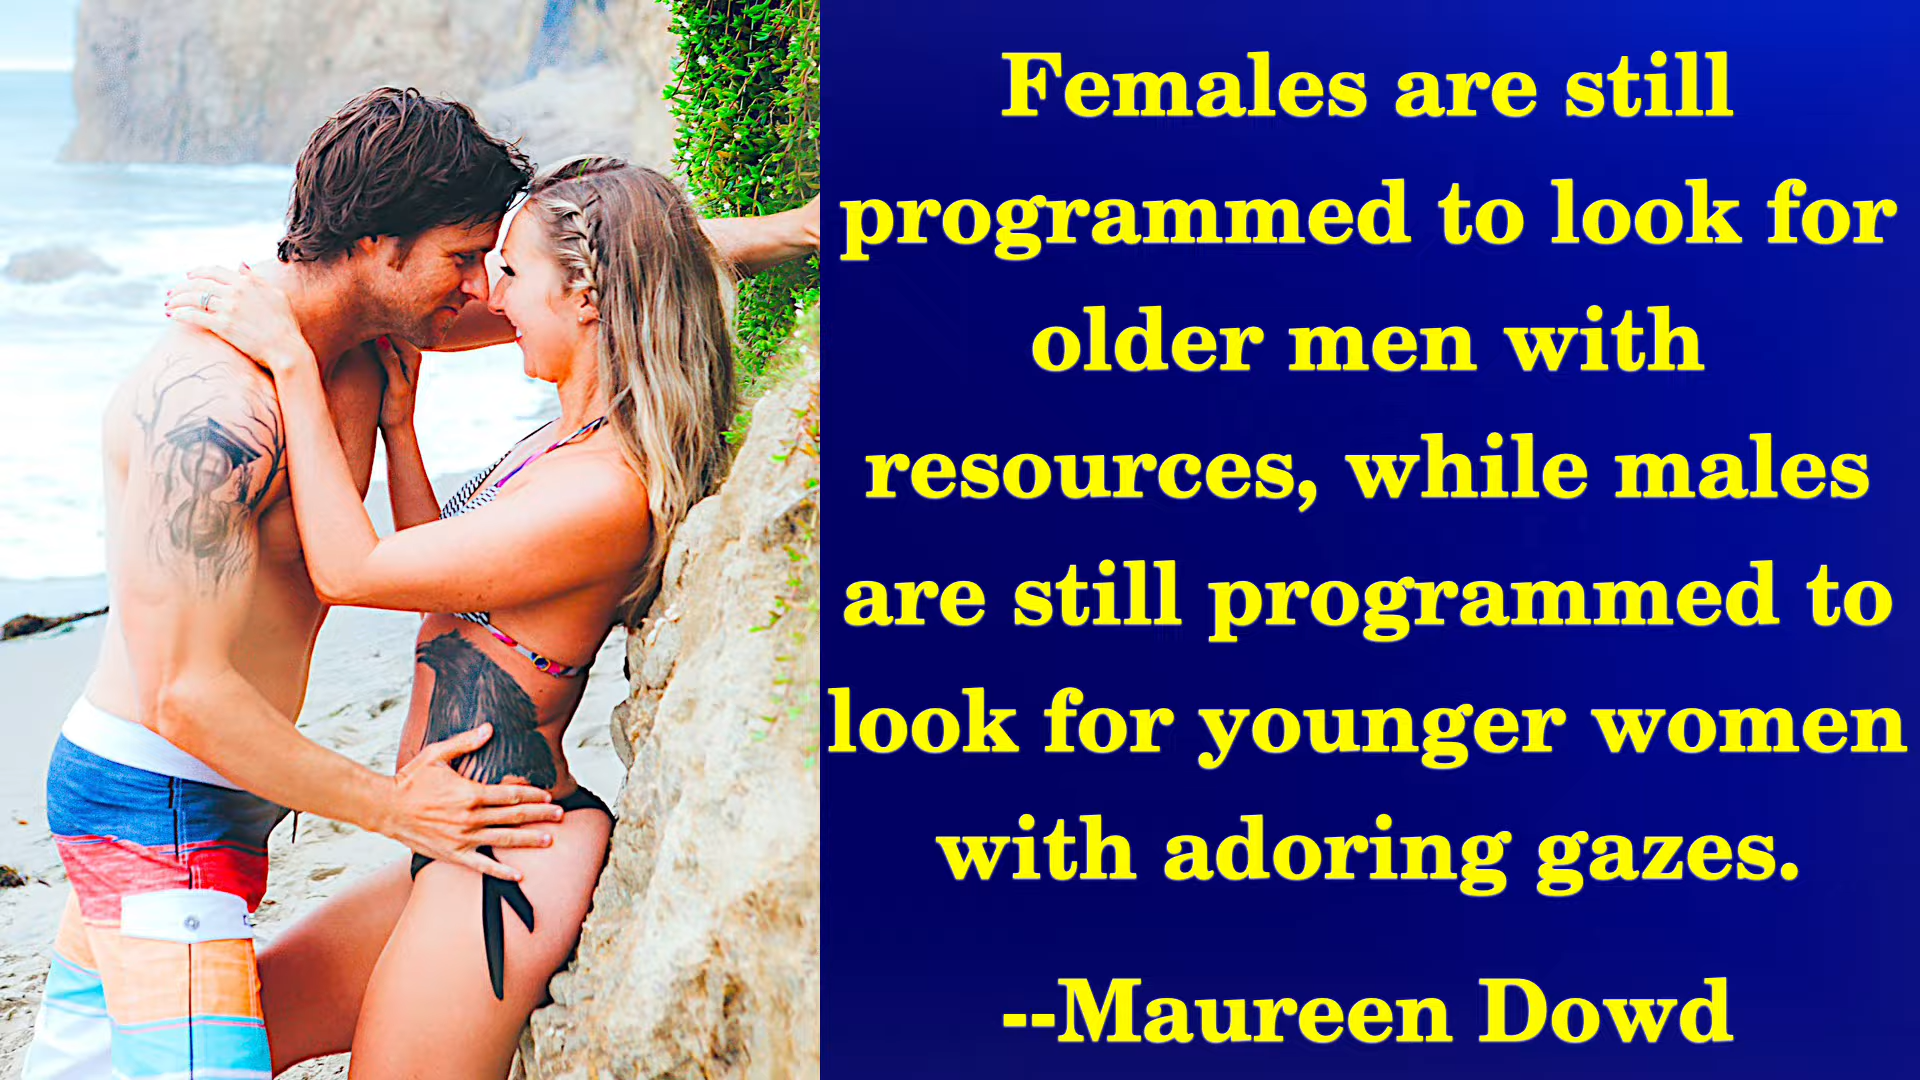 Females are still
programmed to look for
older men with
resources, while males
are still programmed to
look for younger women
with adoring gazes.
--Maureen Dowd